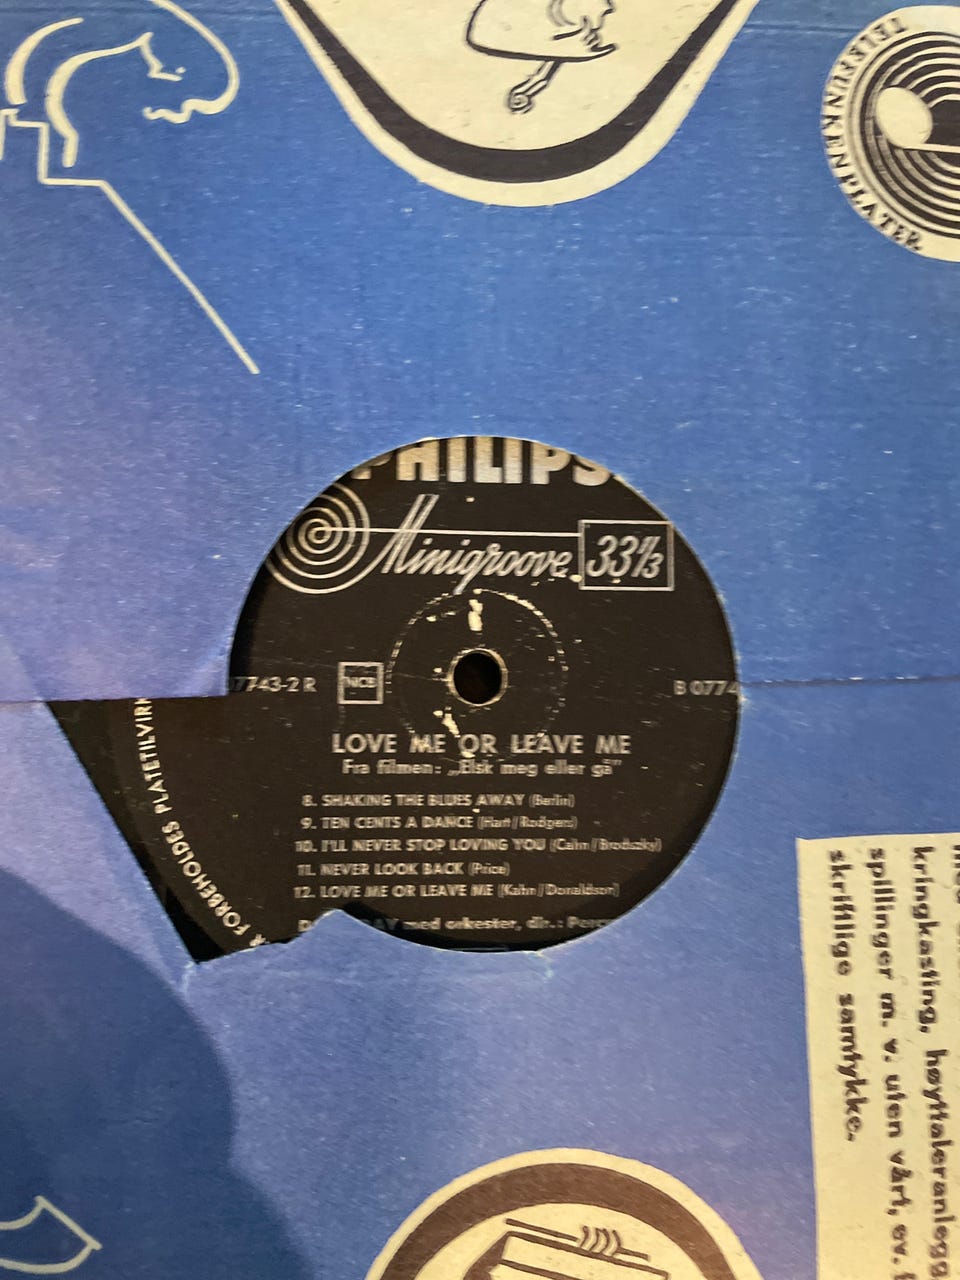 TELEFUNKENPLATER
PHILIPS
Minigroove 33⅓
7743-2 R
NCB
B 0774
LOVE ME OR LEAVE ME
Fra filmen: „Elsk meg eller gå"
8. SHAKING THE BLUES AWAY (Berlin)
9. TEN CENTS A DANCE (Hart/Rodgers)
10. I'LL NEVER STOP LOVING YOU (Cahn/Brodszky)
11. NEVER LOOK BACK (Price)
12. LOVE ME OR LEAVE ME (Kahn/Donaldson)
AY med orkester, dir.: Perc
R FORBEHOLDES PLATETILVIRK
kringkasting, høyttaleranlegg
spillinger m. v. uten vårt, ev.
skriftlige samtykke.